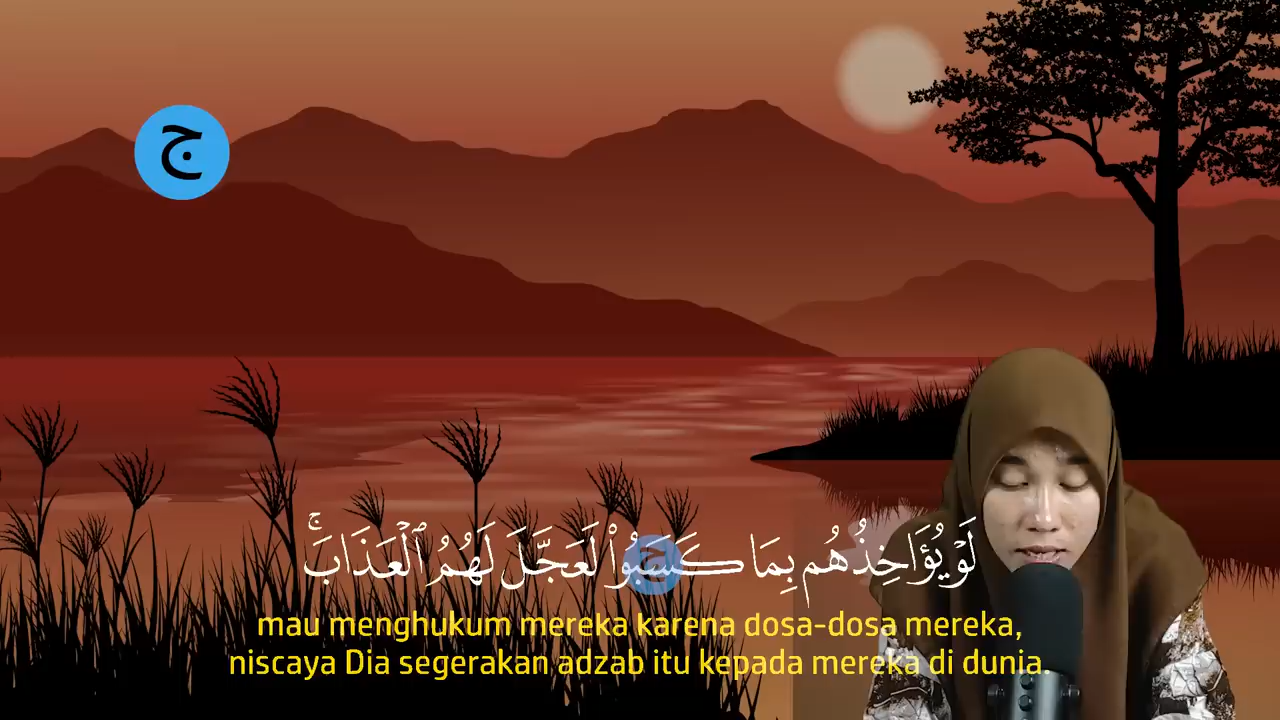 ج
لَوۡ يُؤَاخِذُهُم بِمَا كَسَبُواْ لَعَجَّلَ لَهُمُ ٱلۡعَذَابَۚ
ج
mau menghukum mereka karena dosa-dosa mereka,
niscaya Dia segerakan adzab itu kepada mereka di dunia.